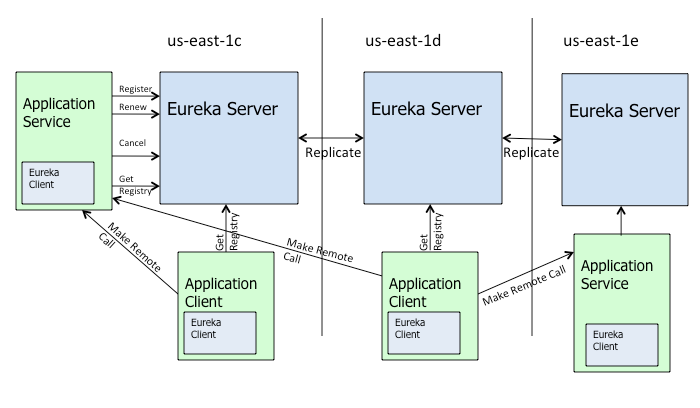 us-east-1c
us-east-1d
us-east-1e
Application
Service
Eureka
Client
Register
Renew
Cancel
Get
Registry
Eureka Server
Replicate
Eureka Server
Replicate
Eureka Server
Make Remote
Call
Get
Registry
Make Remote
Call
Get
Registry
Make Remote Call
Application
Client
Eureka
Client
Application
Client
Eureka
Client
Application
Service
Eureka
Client